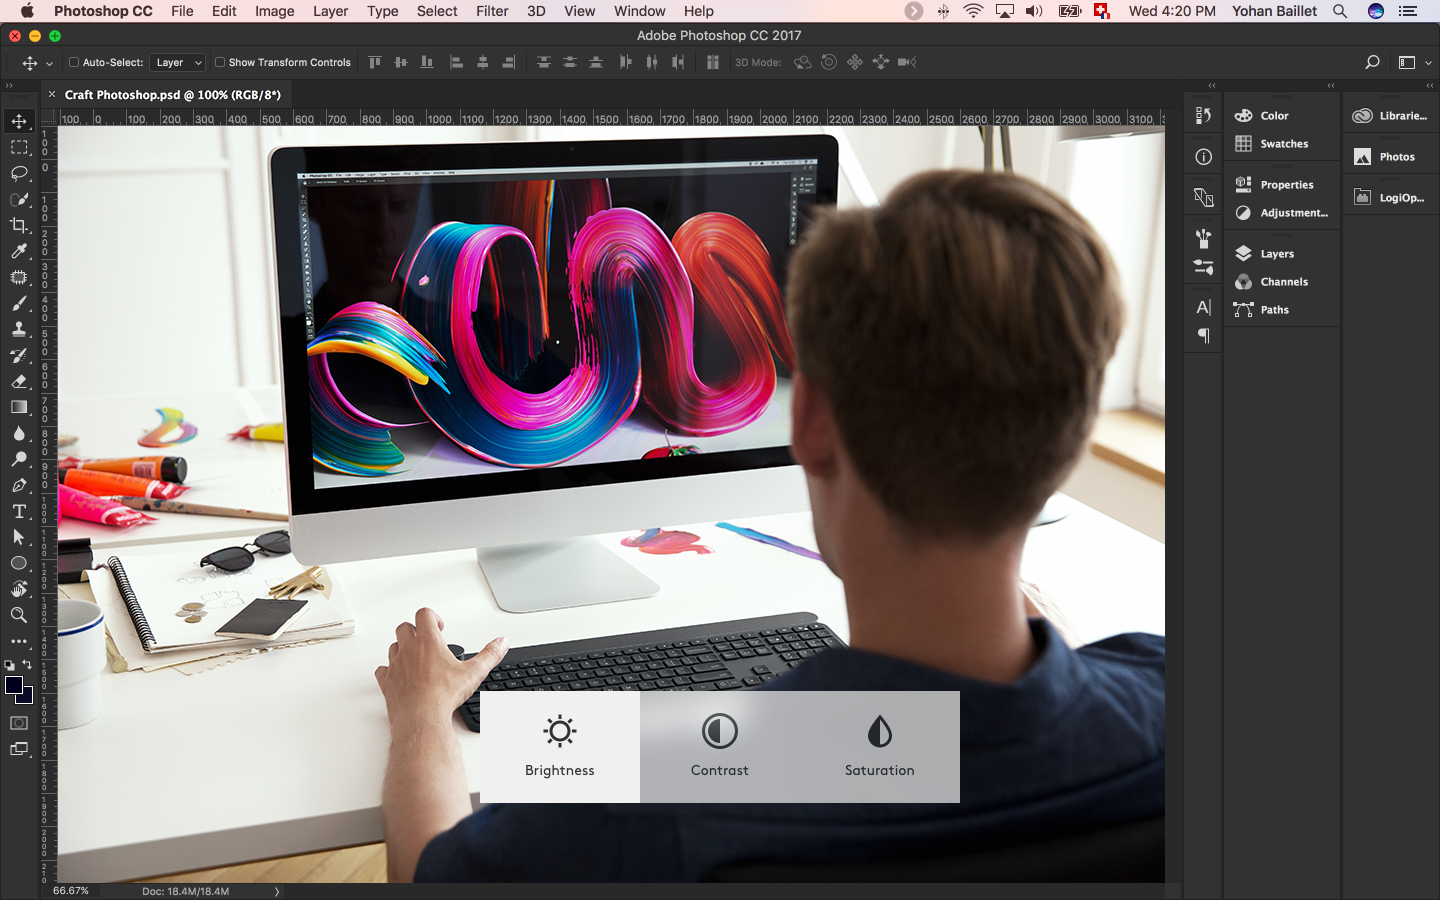 Photoshop CC File Edit Image Layer Type Select Filter 3D View Window Help Wed 4:20 PM Yohan Baillet
Adobe Photoshop CC 2017
Auto-Select: Layer Show Transform Controls 3D Mode:
× Craft Photoshop.psd @ 100% (RGB/8*)
100 0 100 200 300 400 500 600 700 800 900 1000 1100 1200 1300 1400 1500 1600 1700 1800 1900 2000 2100 2200 2300 2400 2500 2600 2700 2800 2900 3000 3100
Color
Swatches
Properties
Adjustment...
Layers
Channels
Paths
Librarie...
Photos
LogiOp...
Brightness Contrast Saturation
66.67% Doc: 18.4M/18.4M